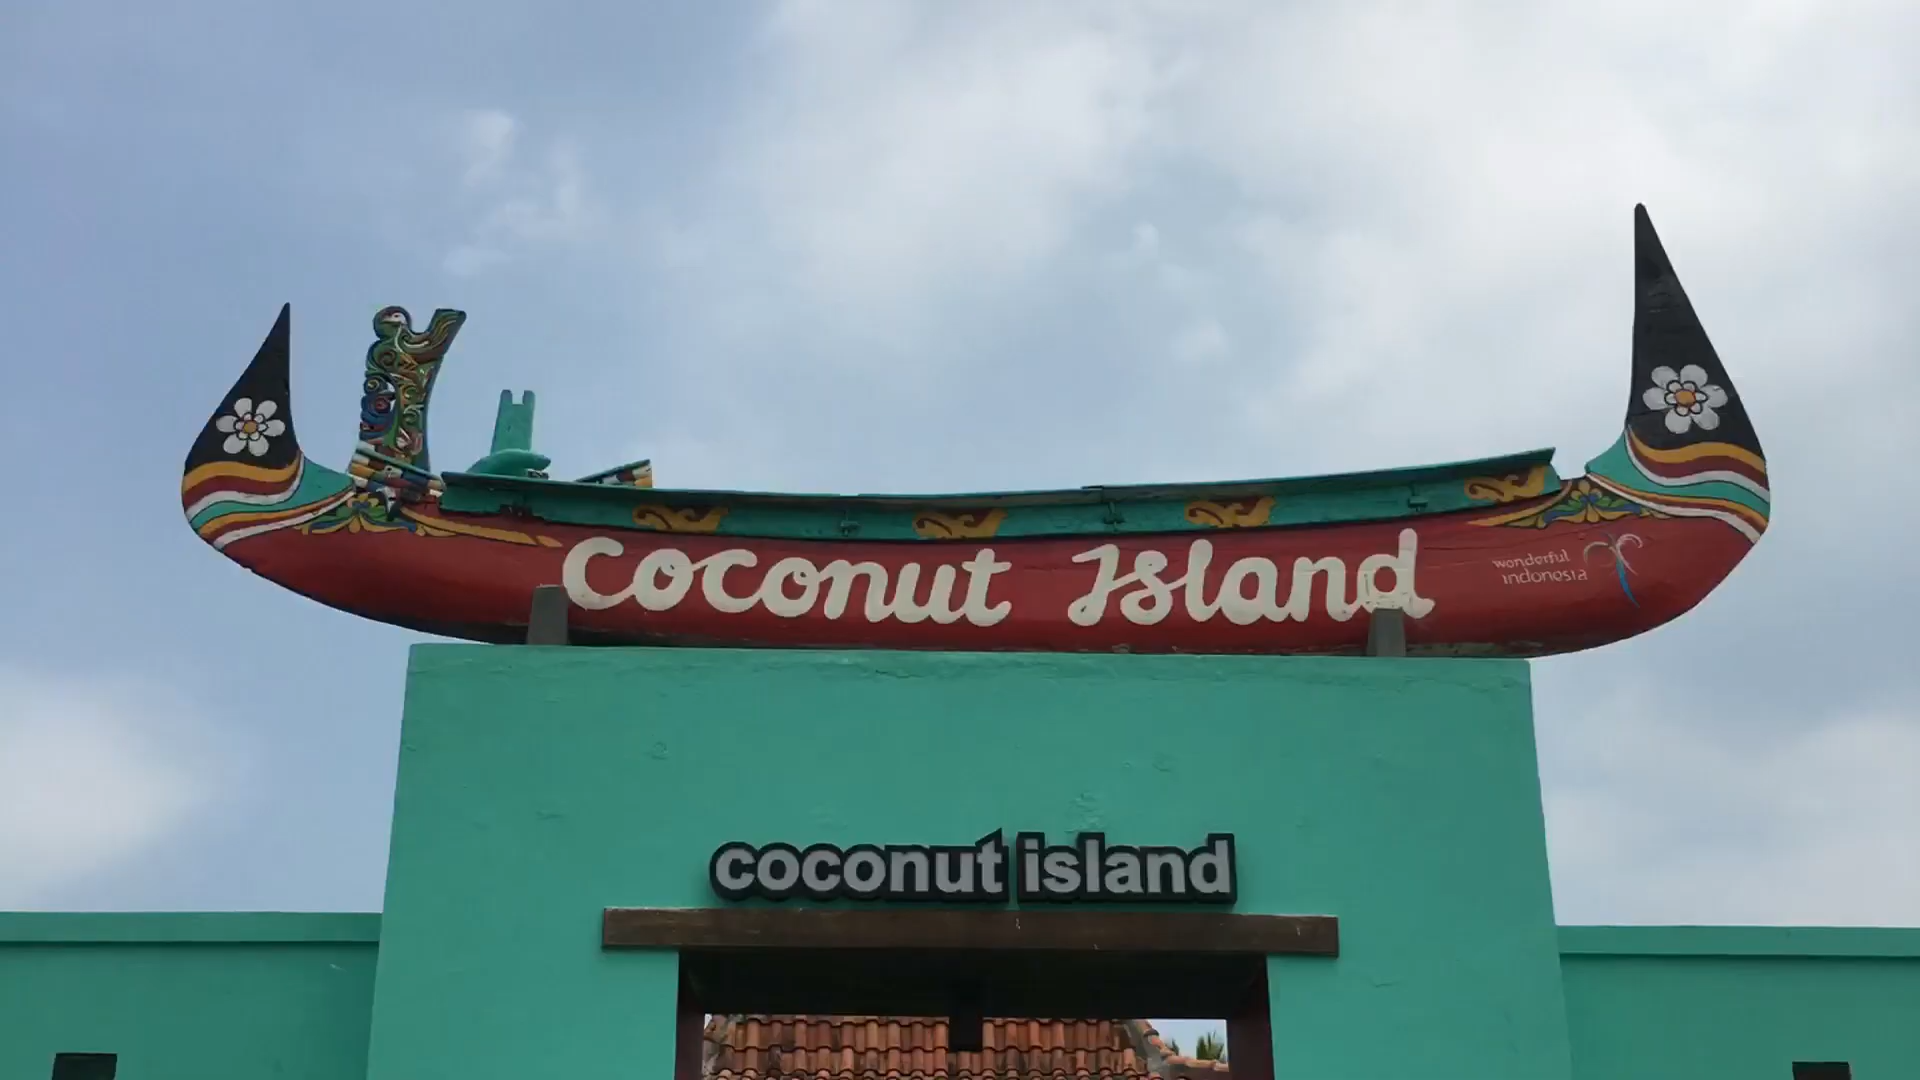 Coconut Island
wonderful
indonesia
coconut island